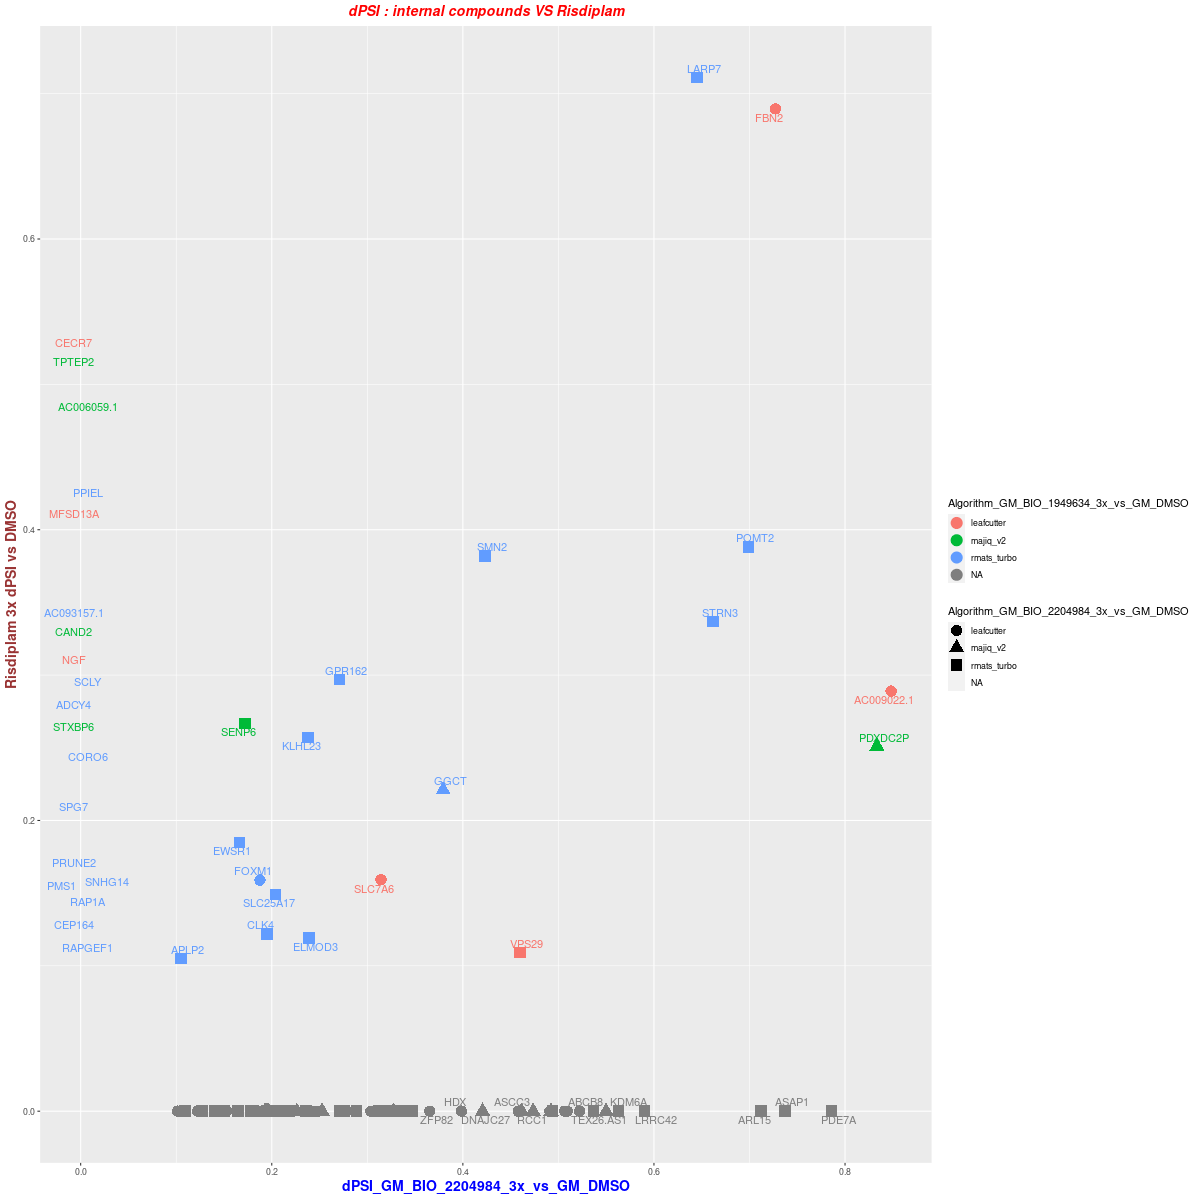 dPSI : internal compounds VS Risdiplam
LARP7
FBN2
0.6
CECR7
TPTEP2
AC006059.1
PPIEL
MFSD13A
0.4
POMT2
SMN2
AC093157.1
STRN3
CAND2
NGF
GPR162
SCLY
AC009022.1
ADCY4
STXBP6
SENP6
PDXDC2P
KLHL23
CORO6
GGCT
SPG7
0.2
EWSR1
PRUNE2
FOXM1
SNHG14
PMS1
SLC7A6
RAP1A
SLC25A17
CEP164
CLK4
VPS29
RAPGEF1
APLP2
ELMOD3
HDX
ASCC3
ABCB8
KDM6A
ASAP1
0.0
ZFP82
DNAJC27
RCC1
TEX26.AS1
LRRC42
ARL15
PDE7A
0.0
0.2
0.4
0.6
0.8
dPSI_GM_BIO_2204984_3x_vs_GM_DMSO
Risdiplam 3x dPSI vs DMSO
Algorithm_GM_BIO_1949634_3x_vs_GM_DMSO
leafcutter
majiq_v2
rmats_turbo
NA
Algorithm_GM_BIO_2204984_3x_vs_GM_DMSO
leafcutter
majiq_v2
rmats_turbo
NA